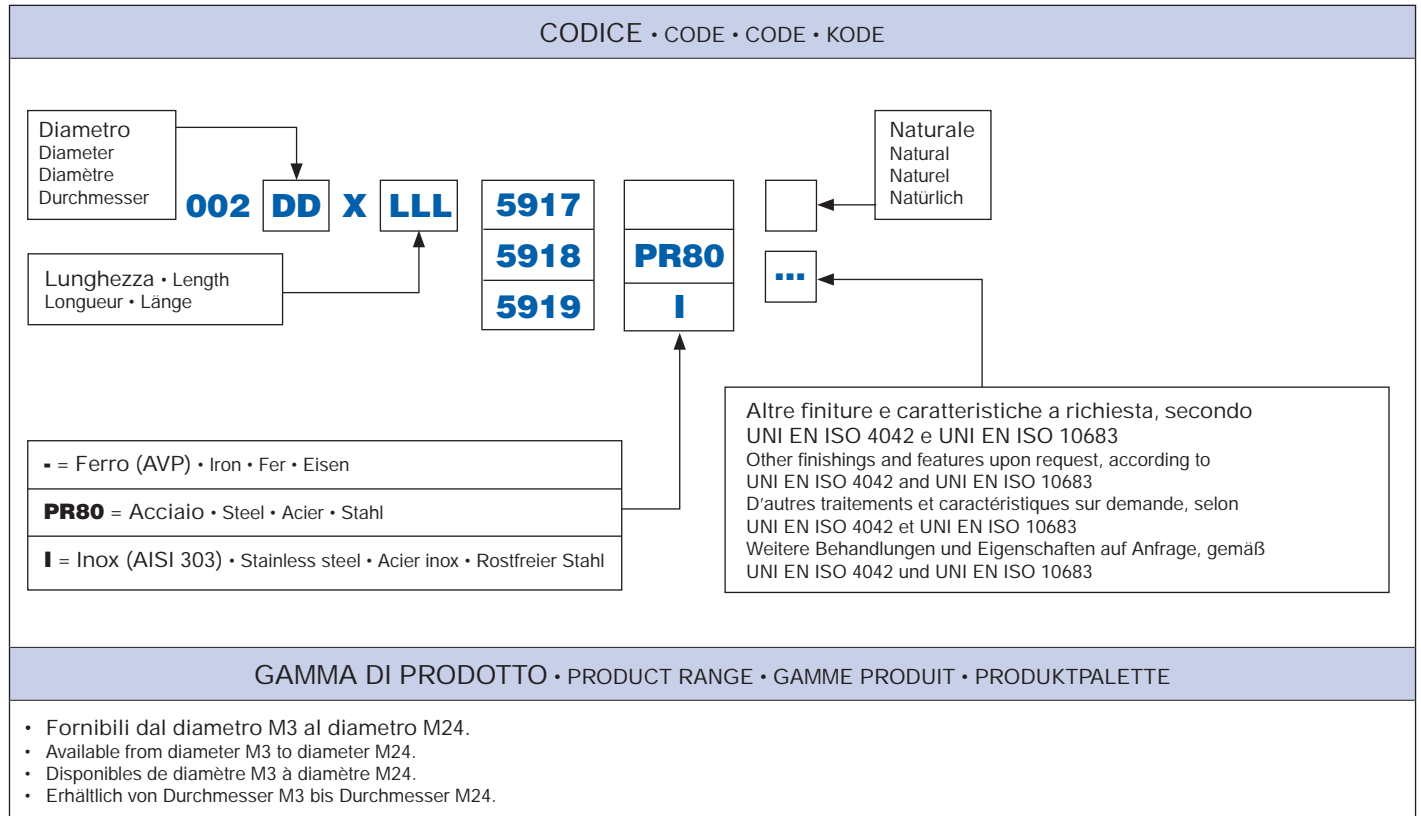 CODICE • CODE • CODE • KODE
Diametro
Diameter
Diamètre
Durchmesser
Naturale
Natural
Naturel
Natürlich
002 DD X LLL 5917
5918 PR80 ...
5919 I
Lunghezza • Length
Longueur • Länge
- = Ferro (AVP) • Iron • Fer • Eisen
PR80 = Acciaio • Steel • Acier • Stahl
I = Inox (AISI 303) • Stainless steel • Acier inox • Rostfreier Stahl
Altre finiture e caratteristiche a richiesta, secondo
UNI EN ISO 4042 e UNI EN ISO 10683
Other finishings and features upon request, according to
UNI EN ISO 4042 and UNI EN ISO 10683
D'autres traitements et caractéristiques sur demande, selon
UNI EN ISO 4042 et UNI EN ISO 10683
Weitere Behandlungen und Eigenschaften auf Anfrage, gemäß
UNI EN ISO 4042 und UNI EN ISO 10683
GAMMA DI PRODOTTO • PRODUCT RANGE • GAMME PRODUIT • PRODUKTPALETTE
• Fornibili dal diametro M3 al diametro M24.
• Available from diameter M3 to diameter M24.
• Disponibles de diamètre M3 à diamètre M24.
• Erhältlich von Durchmesser M3 bis Durchmesser M24.